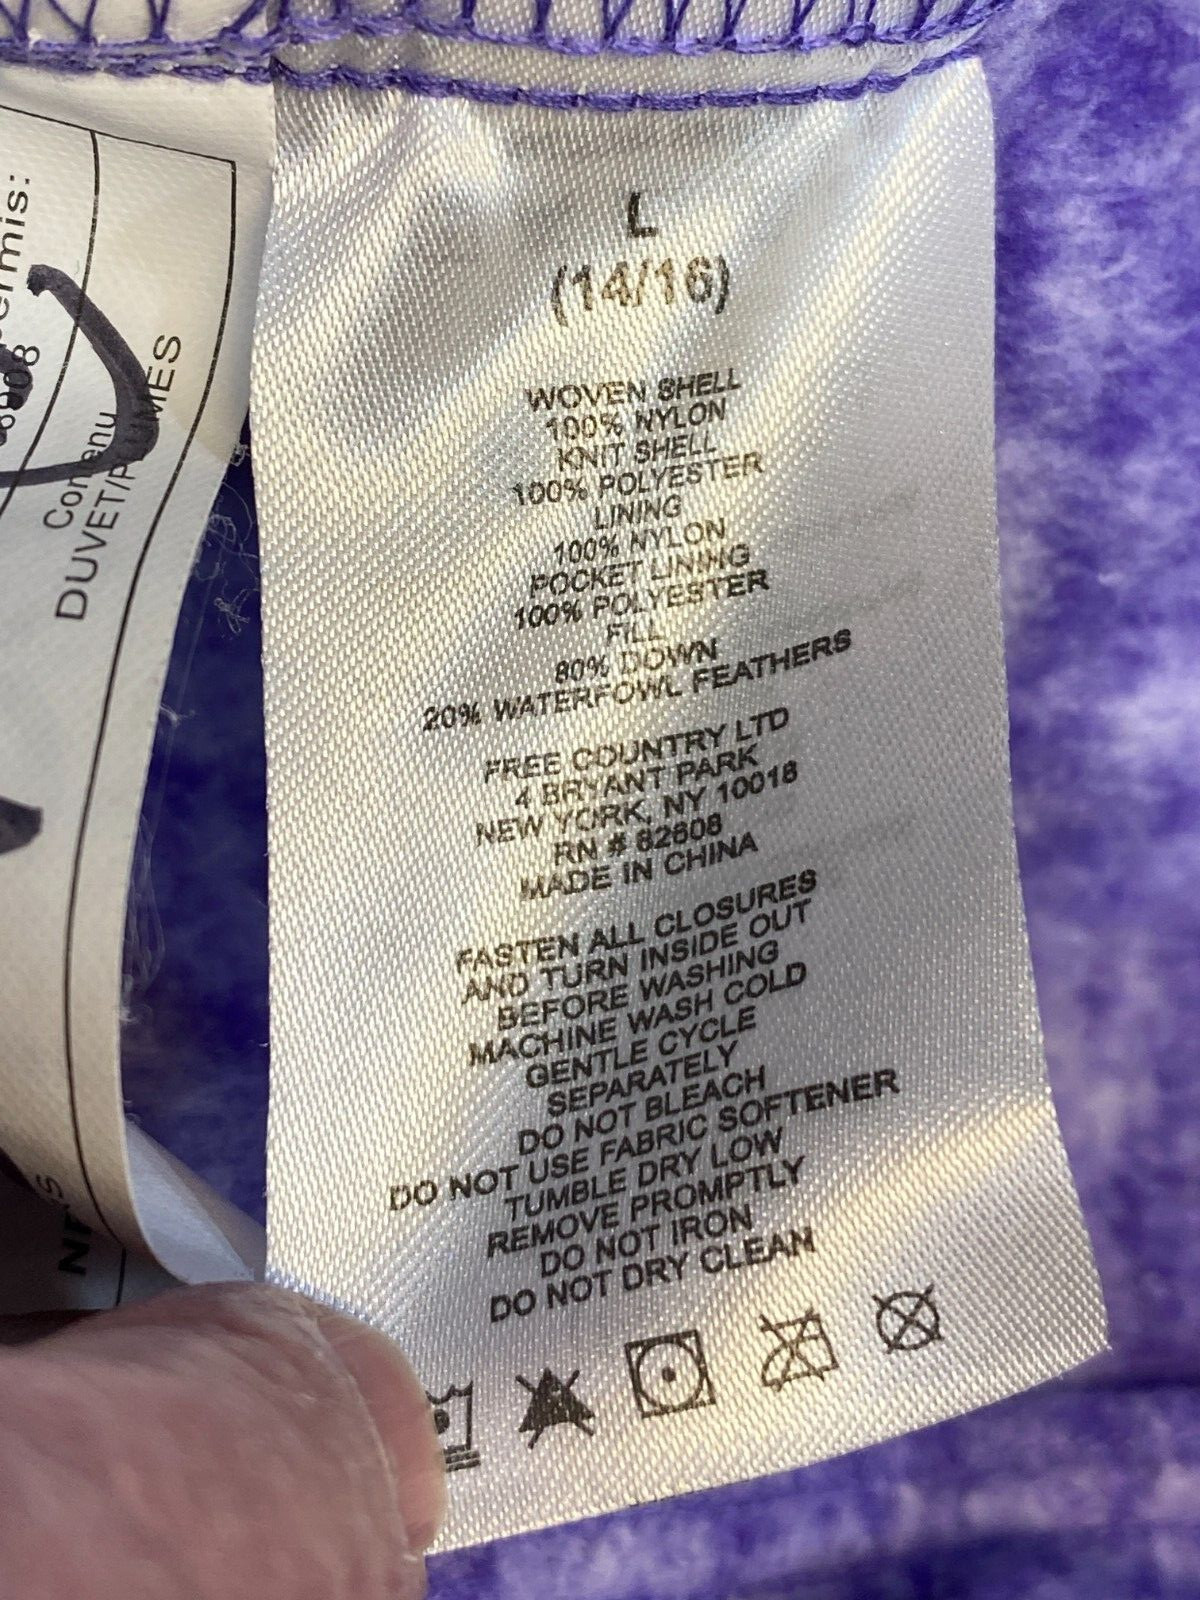 L
(14/16)
WOVEN SHELL
100% NYLON
KNIT SHELL
100% POLYESTER
LINING
100% NYLON
POCKET LINING
100% POLYESTER
FILL
80% DOWN
20% WATERFOWL FEATHERS
FREE COUNTRY LTD
4 BRYANT PARK
NEW YORK, NY 10018
RN # 82608
MADE IN CHINA
FASTEN ALL CLOSURES
AND TURN INSIDE OUT
BEFORE WASHING
MACHINE WASH COLD
GENTLE CYCLE
SEPARATELY
DO NOT BLEACH
DO NOT USE FABRIC SOFTENER
TUMBLE DRY LOW
REMOVE PROMPTLY
DO NOT IRON
DO NOT DRY CLEAN
Contenu
DUVET/PLUMES